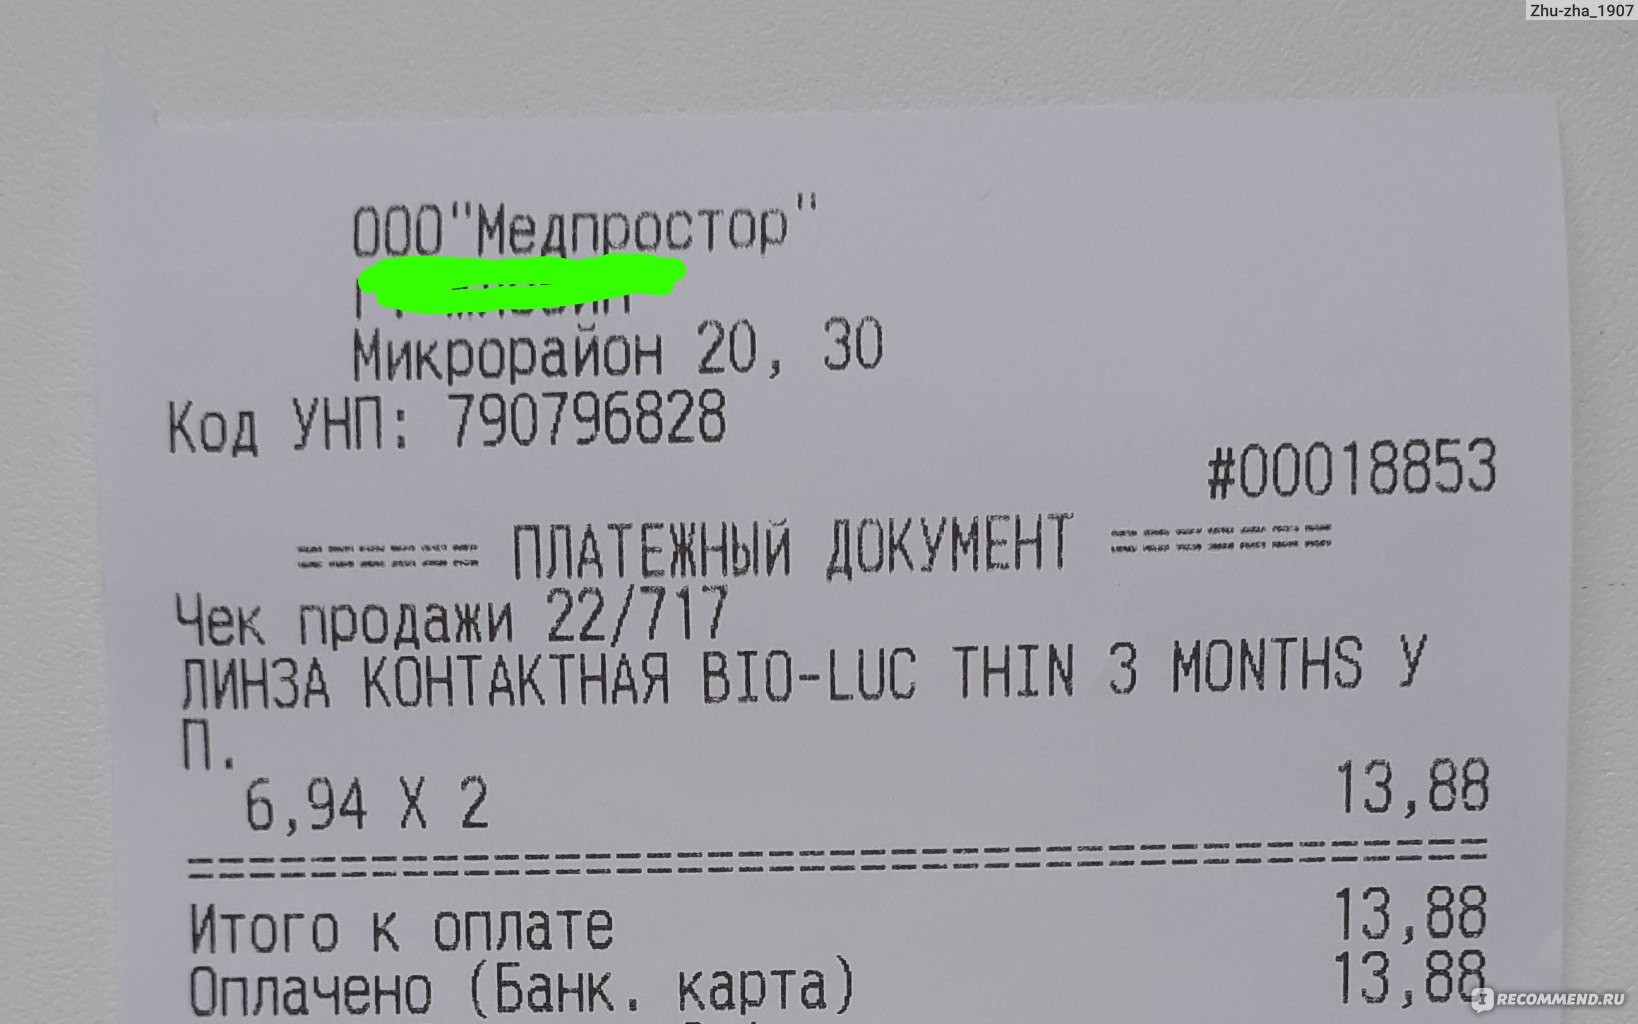 Zhu-zha_1907
ООО"Медпростор"
Микрорайон 20, 30
Код УНП: 790796828
#00018853
====== ПЛАТЕЖНЫЙ ДОКУМЕНТ =======
Чек продажи 22/717
ЛИНЗА КОНТАКТНАЯ BIO-LUC THIN 3 MONTHS У
П.
6,94 X 2 13,88
==========================================
Итого к оплате 13,88
Оплачено (Банк. карта) 13,88
IRECOMMEND.RU